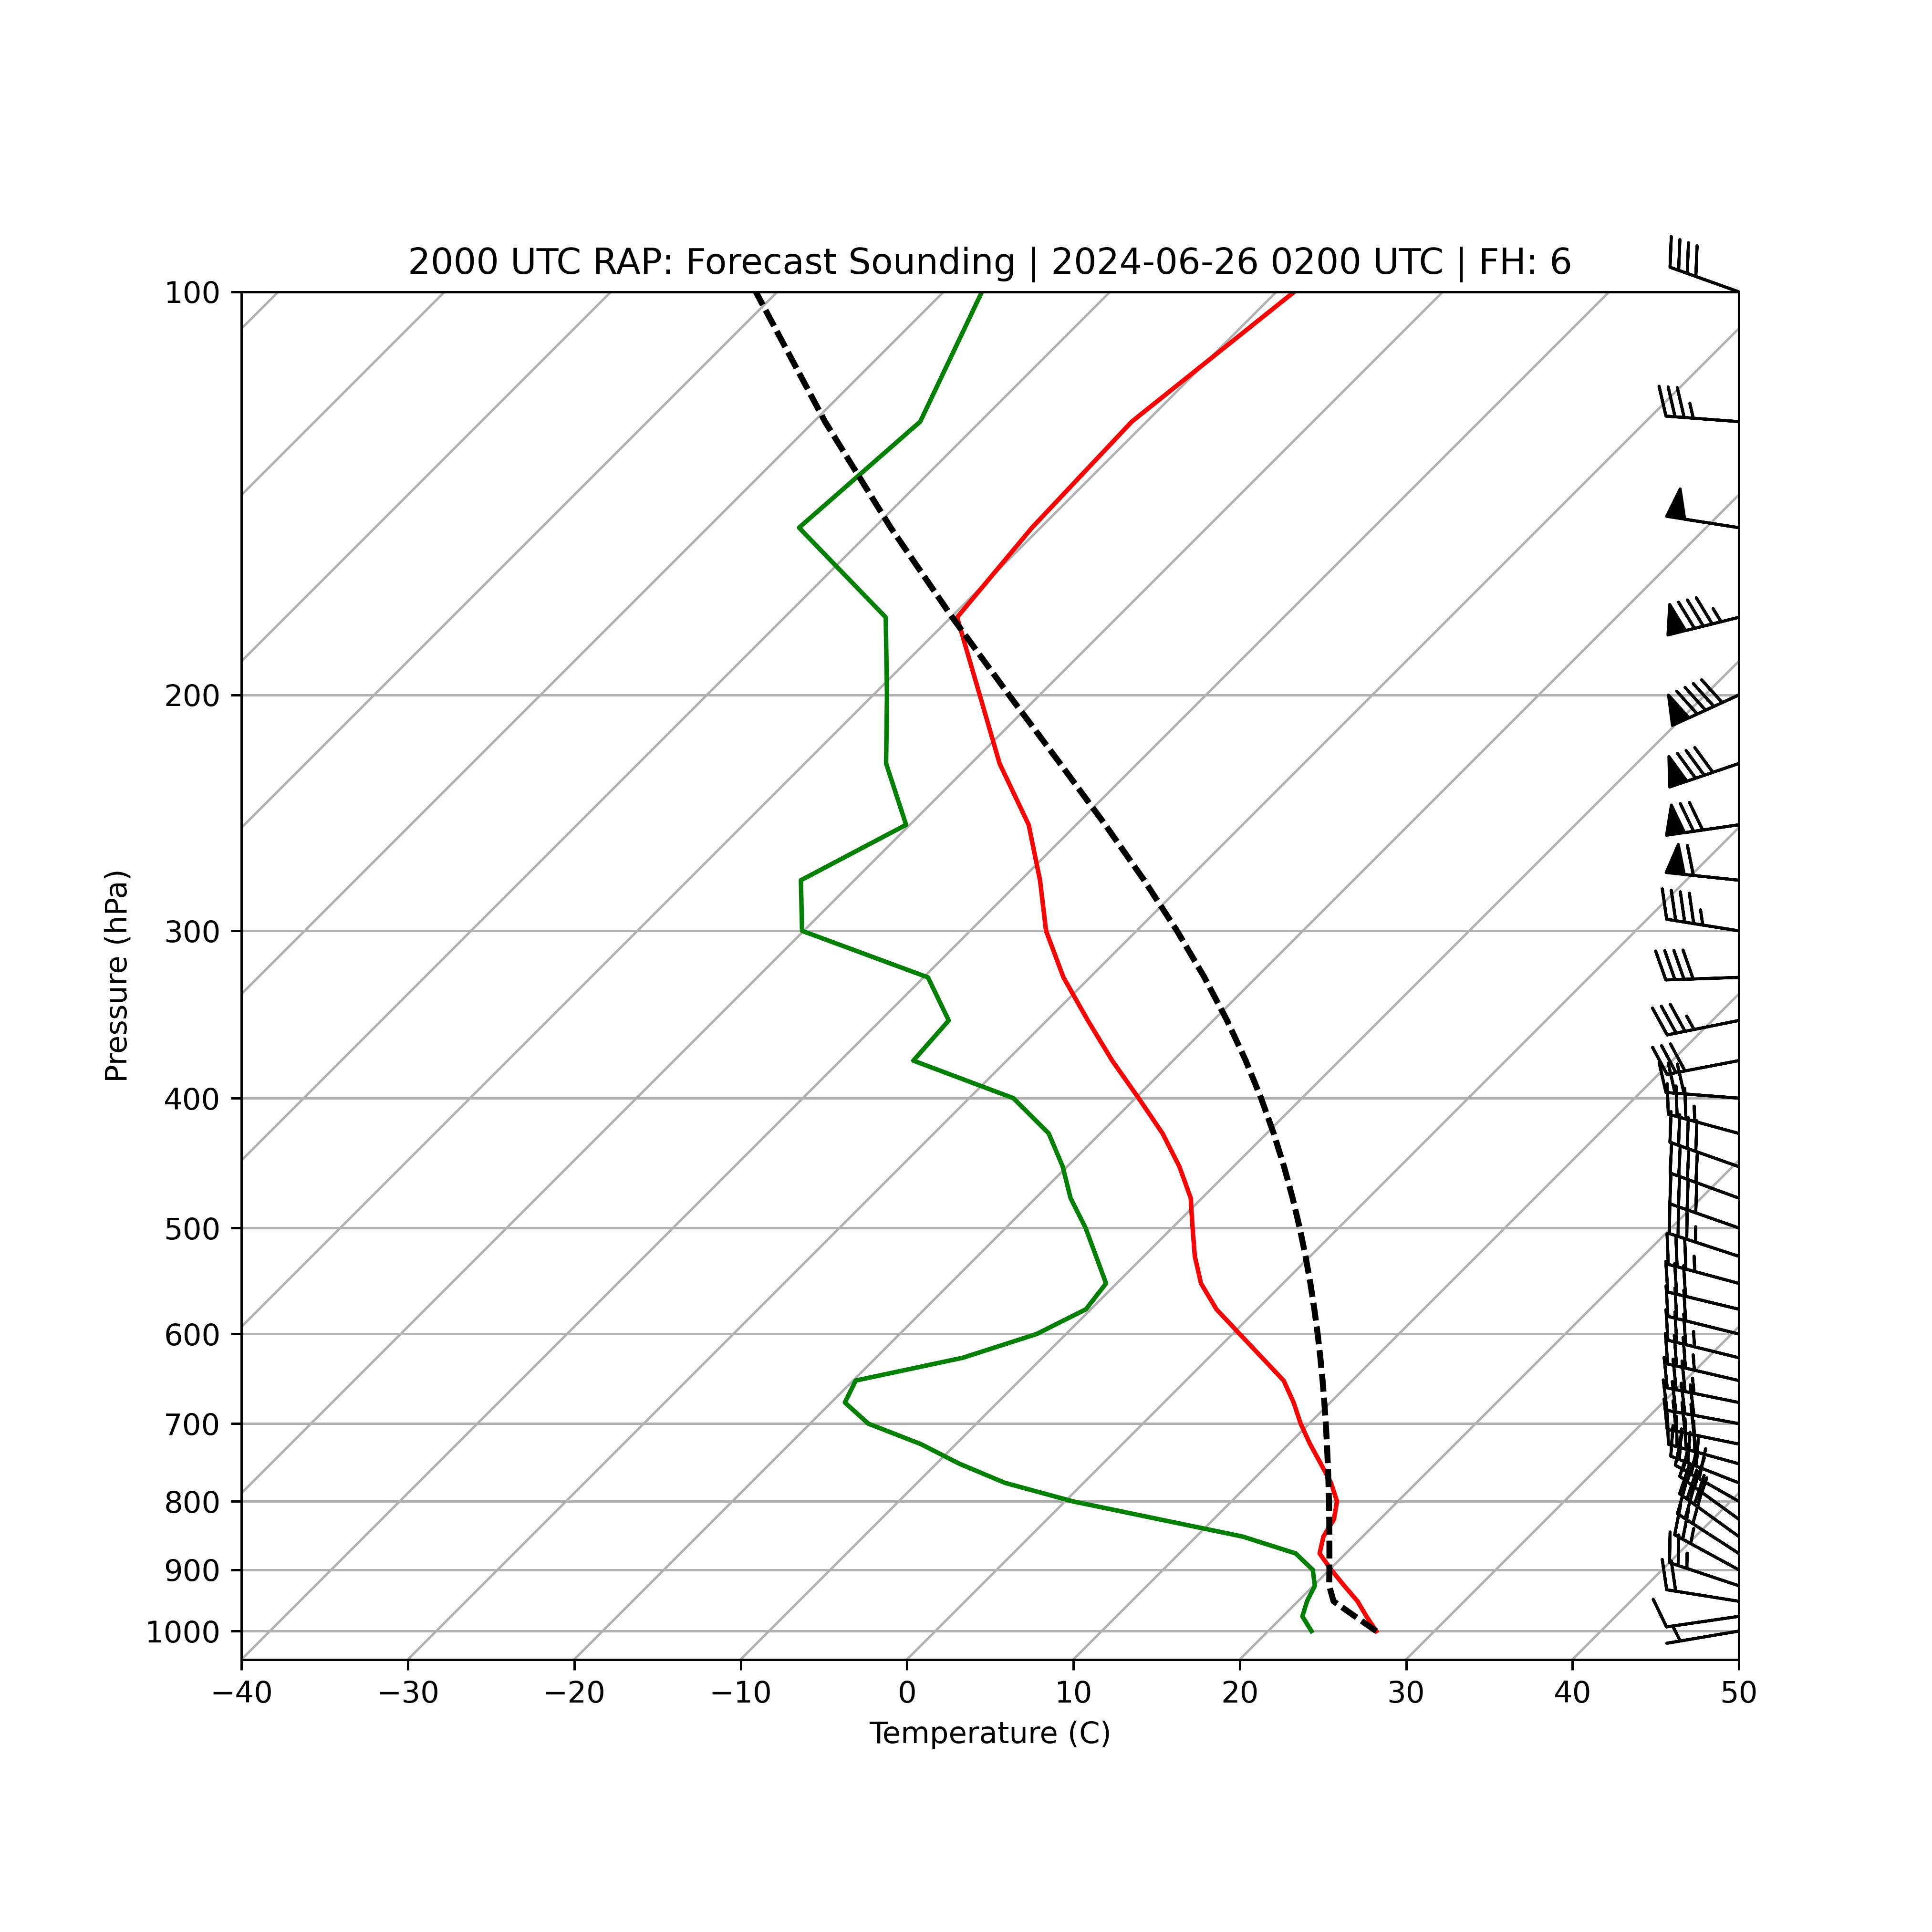 2000 UTC RAP: Forecast Sounding | 2024-06-26 0200 UTC | FH: 6
100
200
300
400
500
600
700
800
900
1000
Pressure (hPa)
−40 −30 −20 −10 0 10 20 30 40 50
Temperature (C)